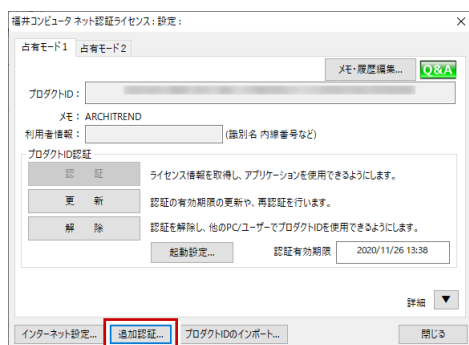 福井コンピュータ ネット認証ライセンス : 設定 :
占有モード1 占有モード2
メモ・履歴編集... Q&A
プロダクトID :
メモ : ARCHITREND
利用者情報 : (識別名 内線番号など)
プロダクトID認証
認 証 ライセンス情報を取得し、アプリケーションを使用できるようにします。
更 新 認証の有効期限の更新や、再認証を行います。
解 除 認証を解除し、他のPC/ユーザーでプロダクトIDを使用できるようにします。
起動設定... 認証有効期限 2020/11/26 13:38
詳細 ▼
インターネット設定... 追加認証... プロダクトIDのインポート... 閉じる